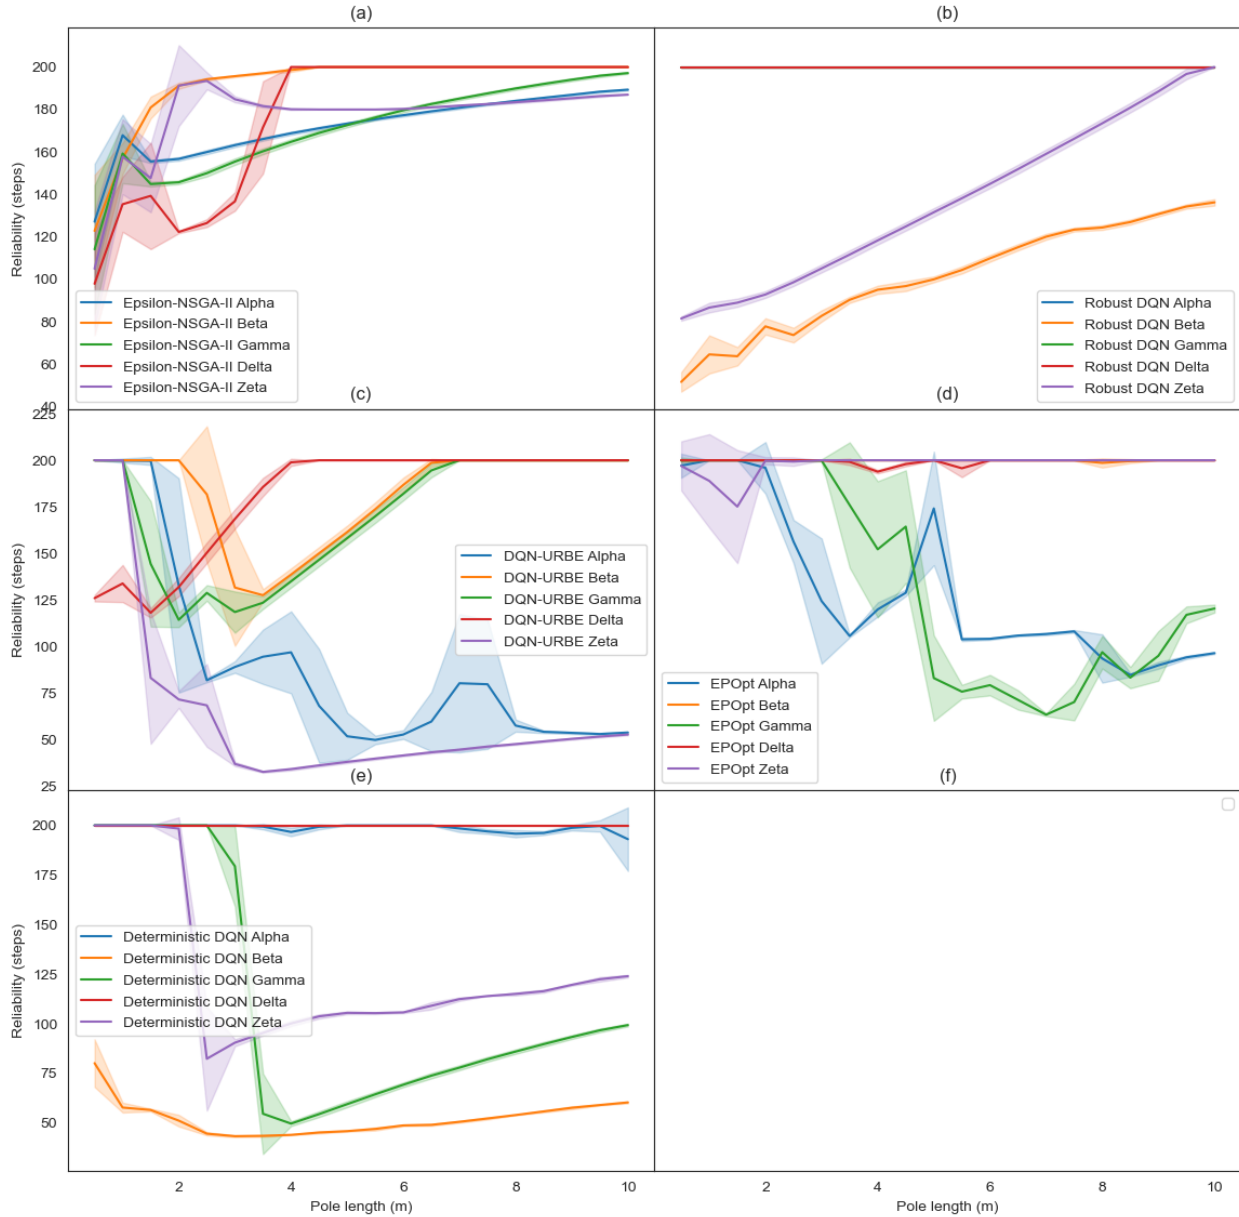 (a)
(b)
200
180
160
140
120
100
80
60
40
Reliability (steps)
Epsilon-NSGA-II Alpha
Epsilon-NSGA-II Beta
Epsilon-NSGA-II Gamma
Epsilon-NSGA-II Delta
Epsilon-NSGA-II Zeta
Robust DQN Alpha
Robust DQN Beta
Robust DQN Gamma
Robust DQN Delta
Robust DQN Zeta
(c)
(d)
225
200
175
150
125
100
75
50
25
Reliability (steps)
DQN-URBE Alpha
DQN-URBE Beta
DQN-URBE Gamma
DQN-URBE Delta
DQN-URBE Zeta
EPOpt Alpha
EPOpt Beta
EPOpt Gamma
EPOpt Delta
EPOpt Zeta
(e)
(f)
200
175
150
125
100
75
50
Reliability (steps)
Deterministic DQN Alpha
Deterministic DQN Beta
Deterministic DQN Gamma
Deterministic DQN Delta
Deterministic DQN Zeta
2 4 6 8 10
Pole length (m)
2 4 6 8 10
Pole length (m)